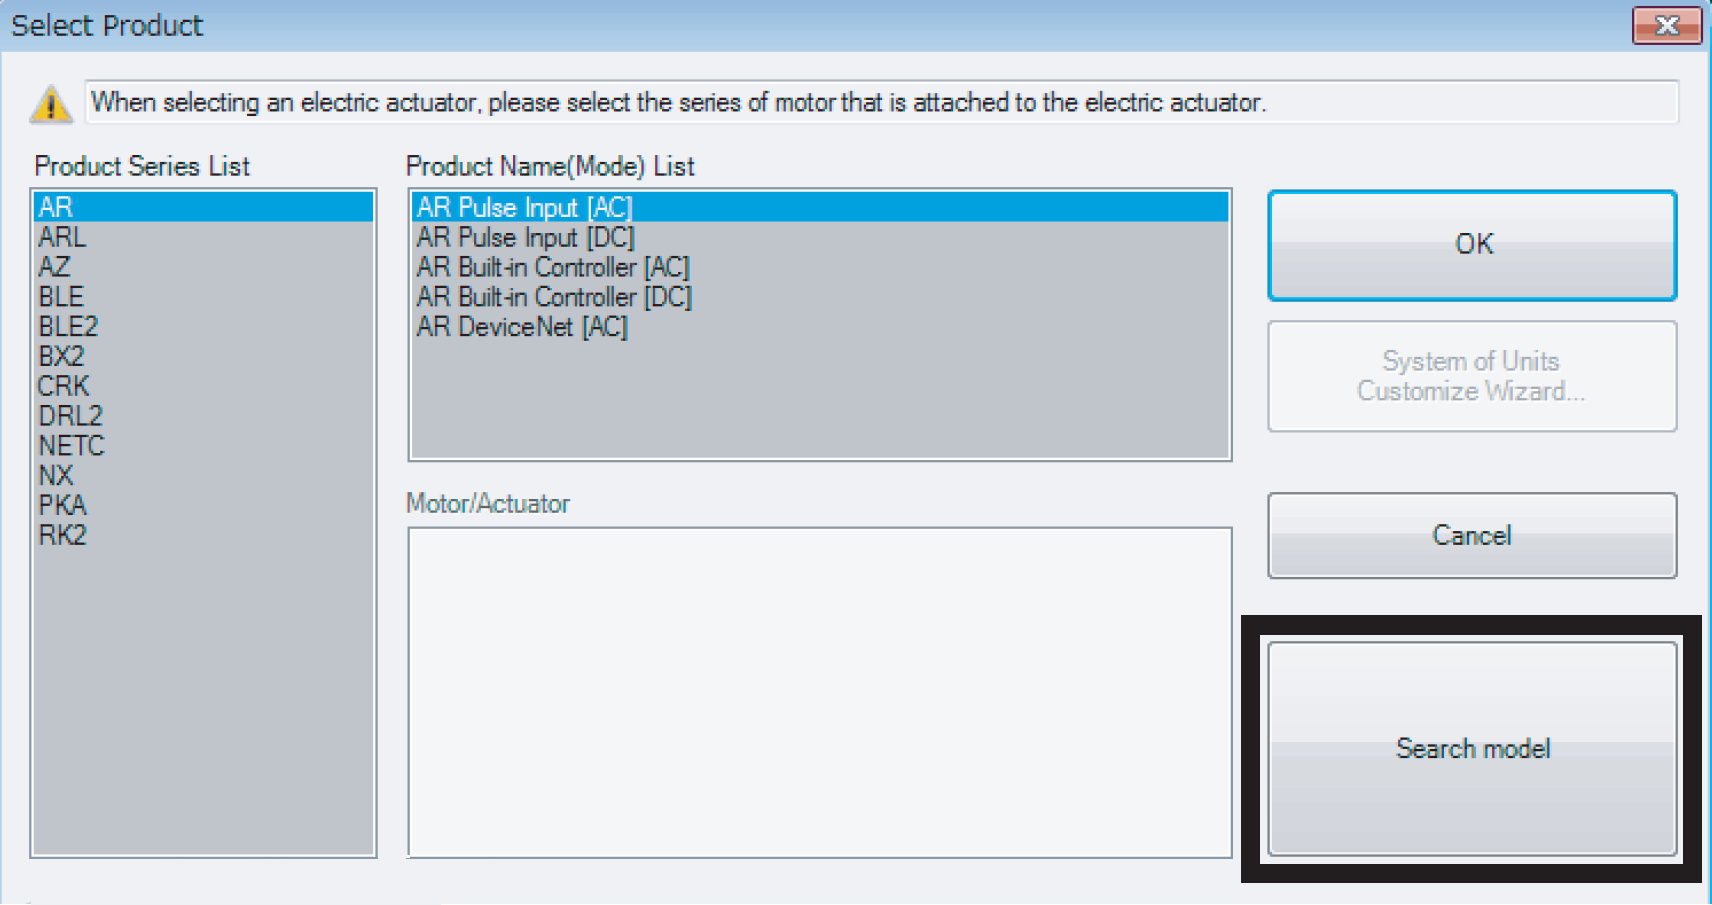 Select Product
When selecting an electric actuator, please select the series of motor that is attached to the electric actuator.
Product Series List
AR
ARL
AZ
BLE
BLE2
BX2
CRK
DRL2
NETC
NX
PKA
RK2
Product Name(Mode) List
AR Pulse Input [AC]
AR Pulse Input [DC]
AR Built-in Controller [AC]
AR Built-in Controller [DC]
AR DeviceNet [AC]
Motor/Actuator
OK
System of Units
Customize Wizard...
Cancel
Search model